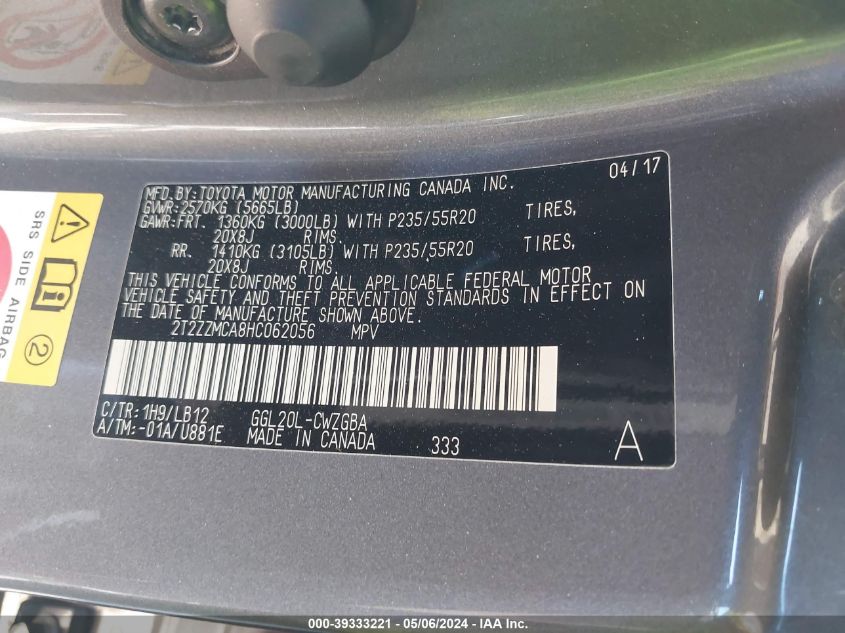 MFD.BY:TOYOTA MOTOR MANUFACTURING CANADA INC. 04/17
GVWR:2570KG (5665LB)
GAWR:FRT. 1360KG (3000LB) WITH P235/55R20 TIRES,
20X8J RIMS.
RR. 1410KG (3105LB) WITH P235/55R20 TIRES,
20X8J RIMS.
THIS VEHICLE CONFORMS TO ALL APPLICABLE FEDERAL MOTOR
VEHICLE SAFETY AND THEFT PREVENTION STANDARDS IN EFFECT ON
THE DATE OF MANUFACTURE SHOWN ABOVE.
2T2ZZMCA8HC062056 MPV
C/TR:1H9/LB12 GGL20L-CWZGBA
A/TM:-01A/U881E MADE IN CANADA 333 A
SRS SIDE AIRBAG
2
000-39333221 - 05/06/2024 - IAA Inc.